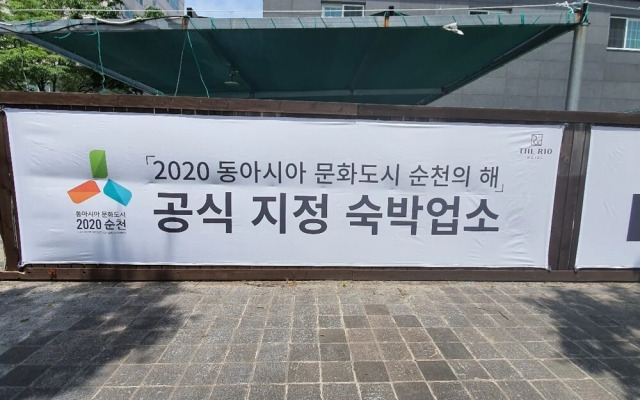 「2020 동아시아 문화도시 순천의 해」
공식 지정 숙박업소
동아시아 문화도시
2020 순천
THE RIO
HOTEL